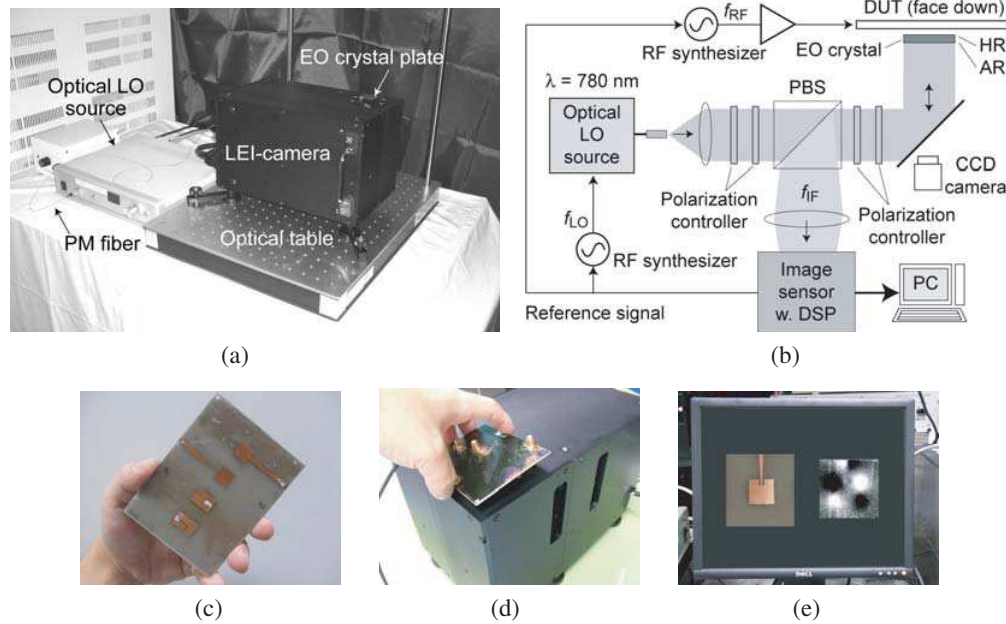 EO crystal plate
Optical LO
source
LEI-camera
PM fiber
Optical table
(a)
f_RF
DUT (face down)
RF synthesizer
EO crystal
HR
AR
λ = 780 nm
PBS
Optical
LO
source
CCD
camera
Polarization
controller
f_IF
Polarization
controller
f_LO
RF synthesizer
Image
sensor
w. DSP
PC
Reference signal
(b)
DELL
(c)
(d)
(e)